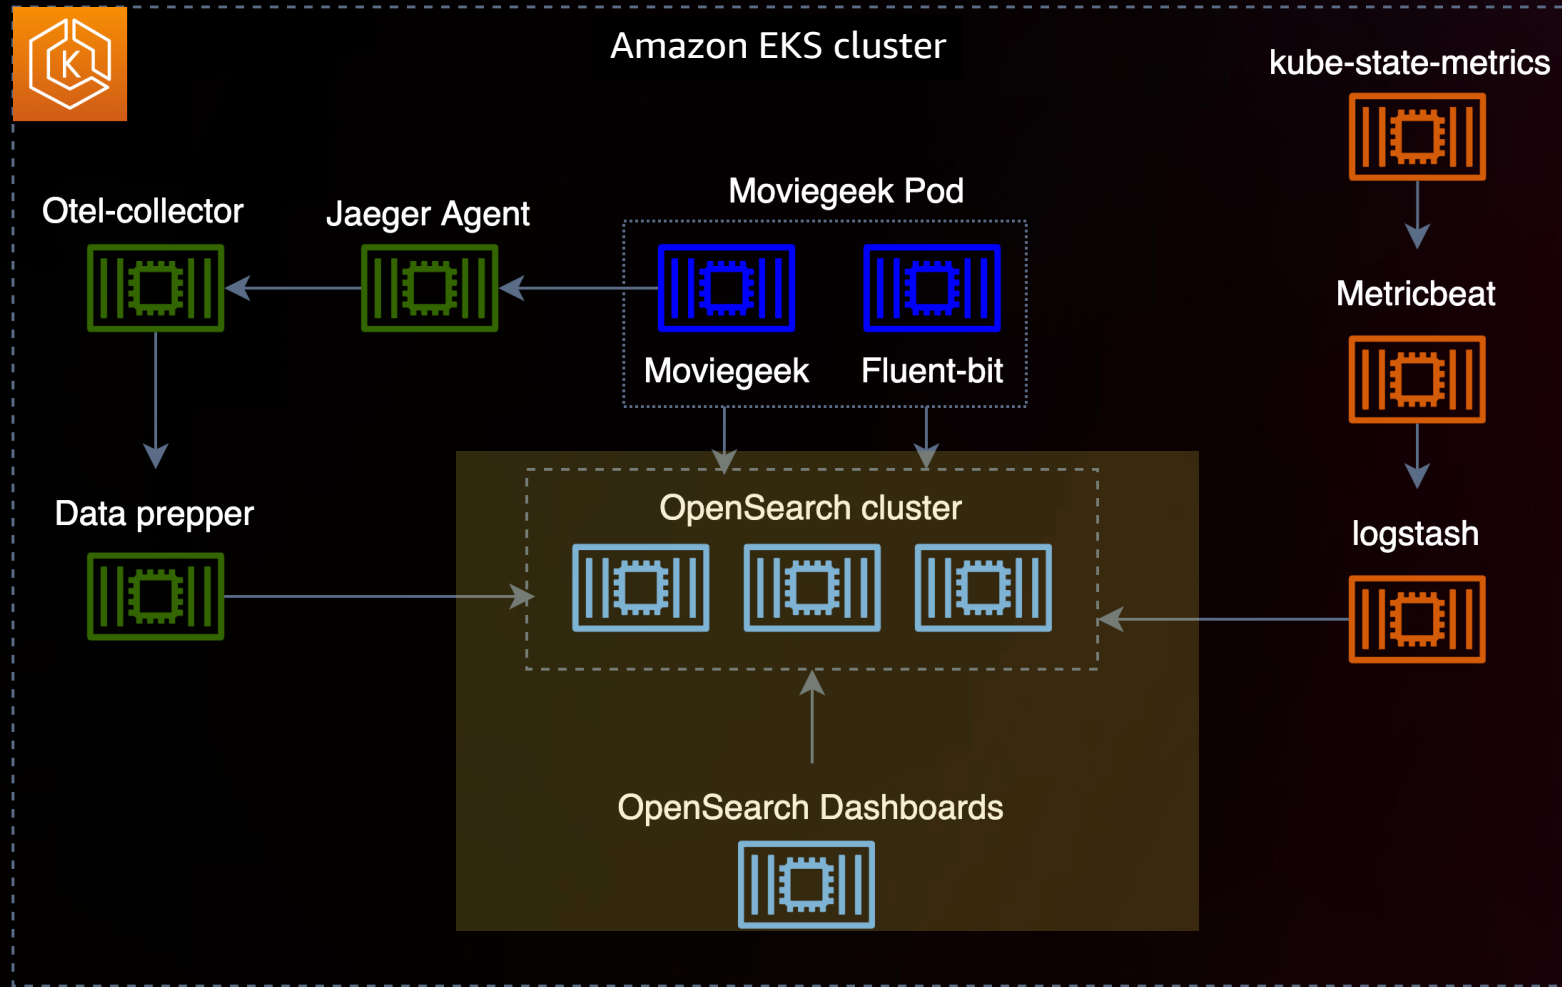 Amazon EKS cluster
K
kube-state-metrics
Moviegeek Pod
Otel-collector
Jaeger Agent
Metricbeat
Moviegeek
Fluent-bit
OpenSearch cluster
Data prepper
logstash
OpenSearch Dashboards